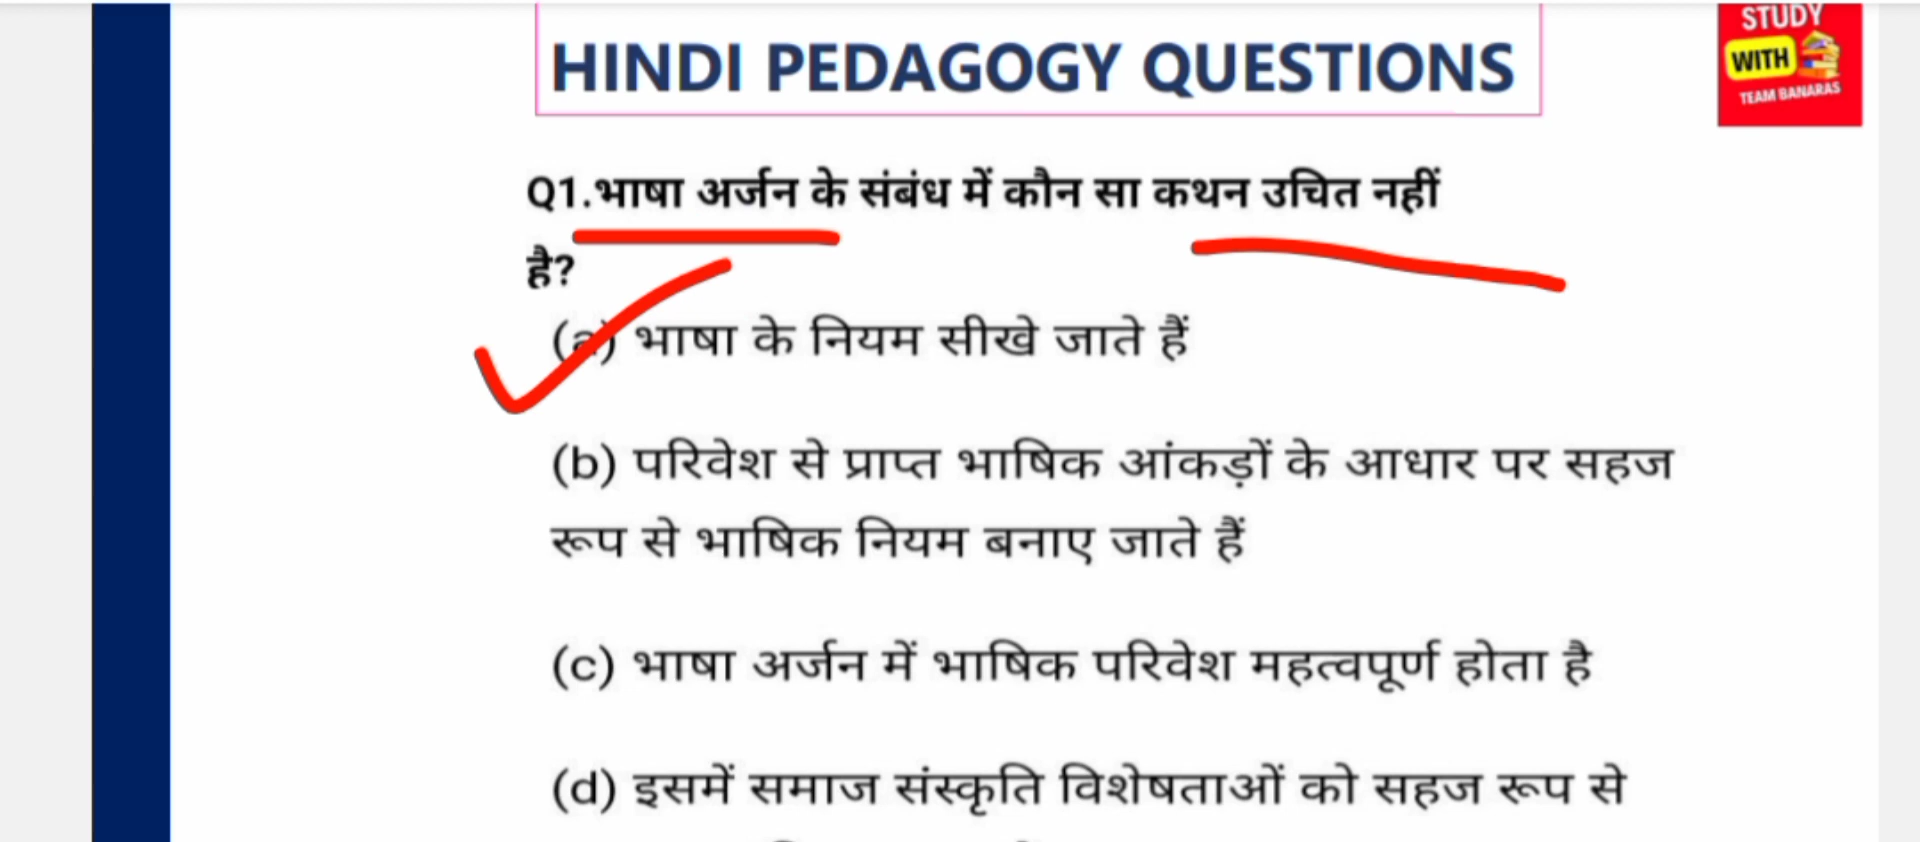 HINDI PEDAGOGY QUESTIONS
STUDY
WITH
TEAM BANARAS
Q1.भाषा अर्जन के संबंध में कौन सा कथन उचित नहीं
है?
(a) भाषा के नियम सीखे जाते हैं
(b) परिवेश से प्राप्त भाषिक आंकड़ों के आधार पर सहज
रूप से भाषिक नियम बनाए जाते हैं
(c) भाषा अर्जन में भाषिक परिवेश महत्वपूर्ण होता है
(d) इसमें समाज संस्कृति विशेषताओं को सहज रूप से